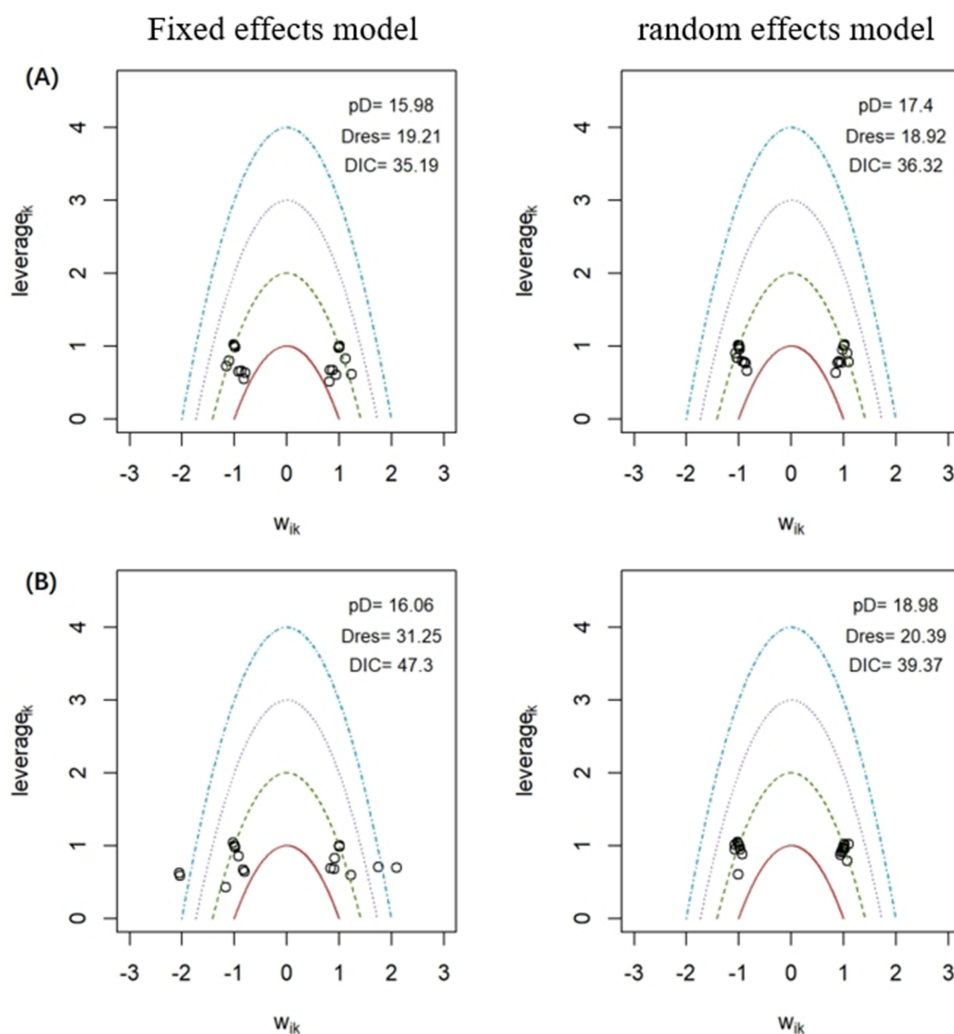 Fixed effects model
random effects model
(A)
pD= 15.98
Dres= 19.21
DIC= 35.19
leverage_ik
4
3
2
1
0
-3 -2 -1 0 1 2 3
w_ik
pD= 17.4
Dres= 18.92
DIC= 36.32
leverage_ik
4
3
2
1
0
-3 -2 -1 0 1 2 3
w_ik
(B)
pD= 16.06
Dres= 31.25
DIC= 47.3
leverage_ik
4
3
2
1
0
-3 -2 -1 0 1 2 3
w_ik
pD= 18.98
Dres= 20.39
DIC= 39.37
leverage_ik
4
3
2
1
0
-3 -2 -1 0 1 2 3
w_ik